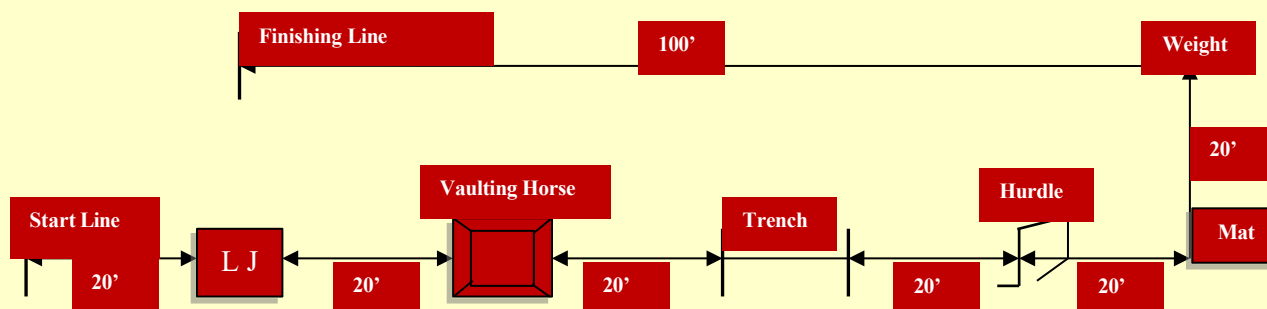 Finishing Line
100’
Weight
20’
Vaulting Horse
Hurdle
Start Line
Trench
Mat
L J
20’
20’
20’
20’
20’